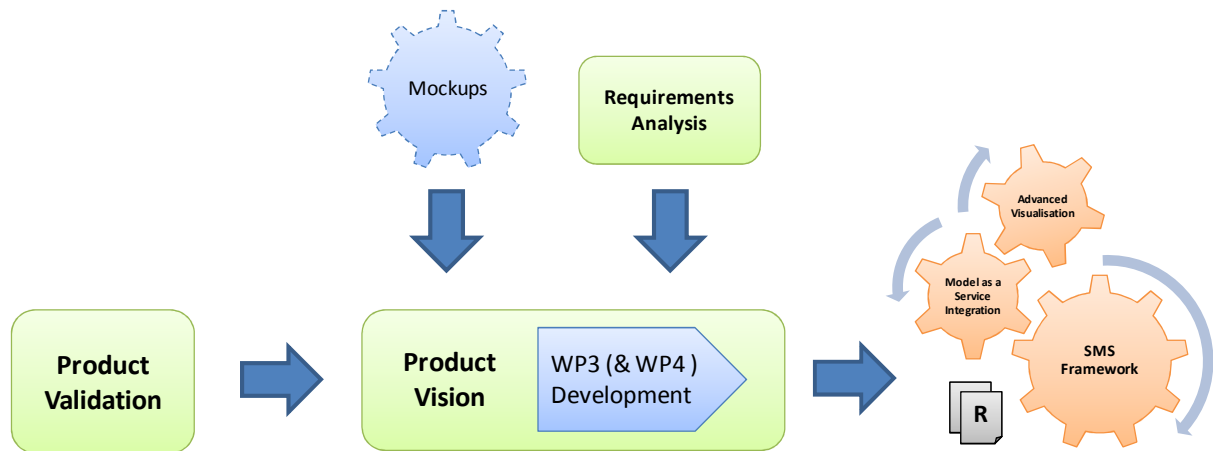 Mockups
Requirements
Analysis
Advanced
Visualisation
Model as a
Service
Integration
SMS
Framework
Product
Validation
Product
Vision
WP3 (& WP4 )
Development
R